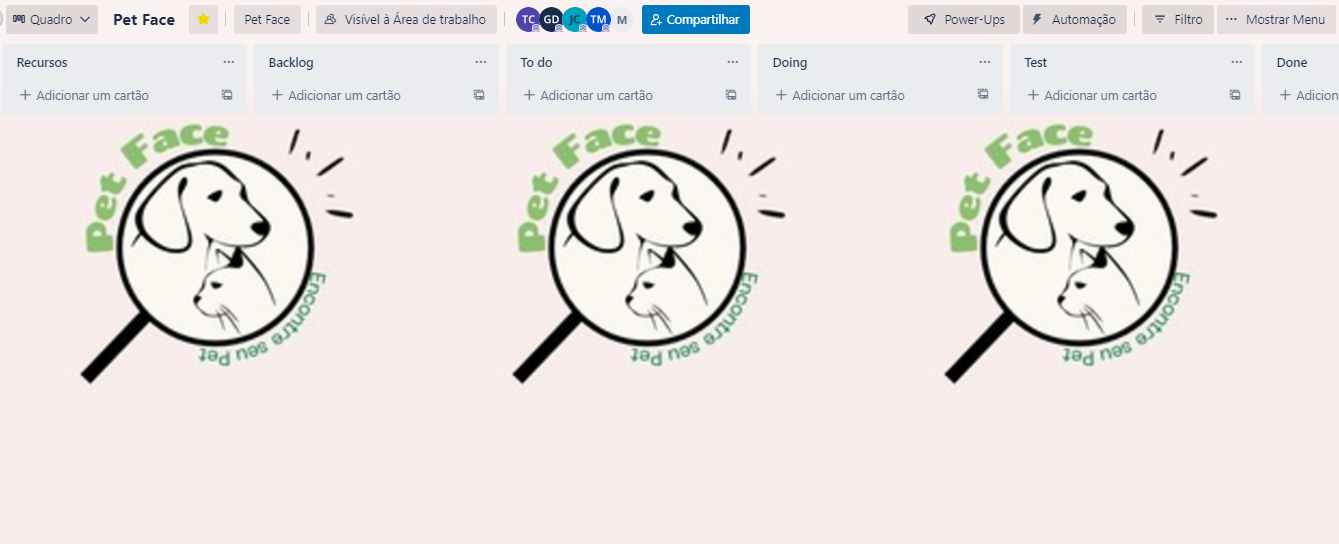 Quadro Pet Face Pet Face Visível à Área de trabalho TC GD JC TM M Compartilhar Power-Ups Automação Filtro Mostrar Menu
Recursos Backlog To do Doing Test Done
Adicionar um cartão Adicionar um cartão Adicionar um cartão Adicionar um cartão Adicionar um cartão Adicion
Pet Face Pet Face Pet Face
Encontre seu Pet Encontre seu Pet Encontre seu Pet